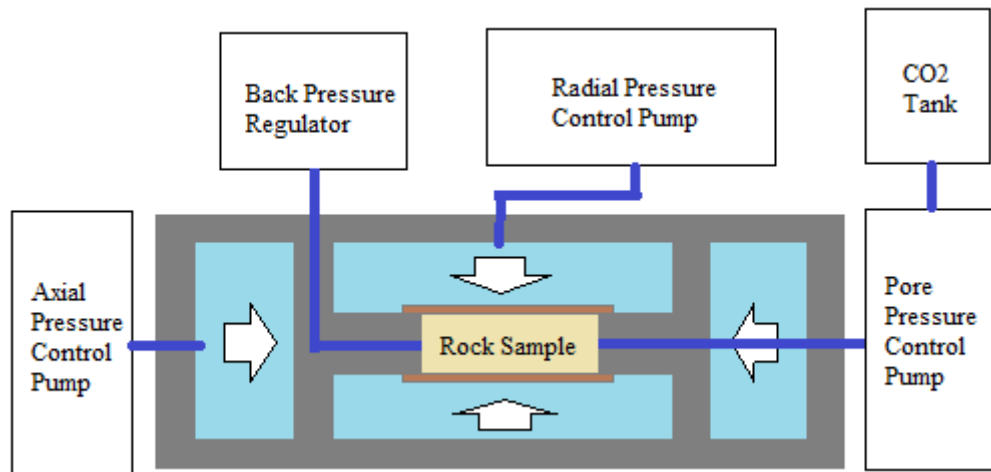 Back Pressure
Regulator
Radial Pressure
Control Pump
CO2
Tank
Axial
Pressure
Control
Pump
Rock Sample
Pore
Pressure
Control
Pump